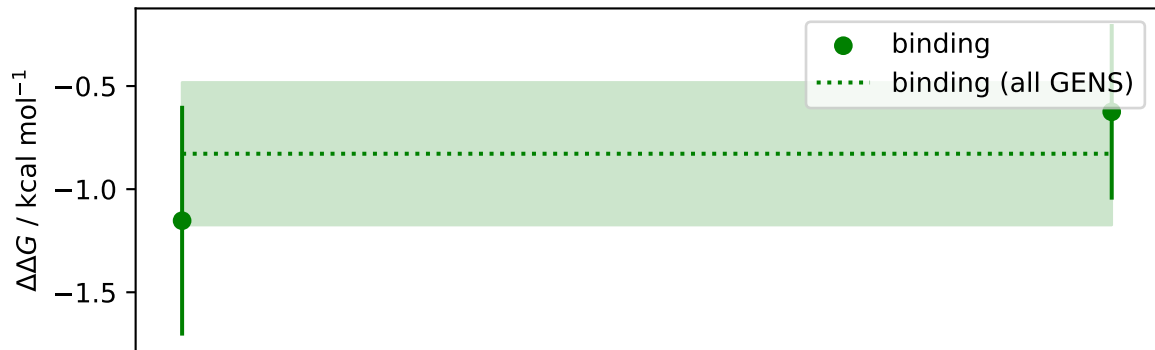 binding
binding (all GENS)
−0.5
−1.0
−1.5
ΔΔG / kcal mol⁻¹